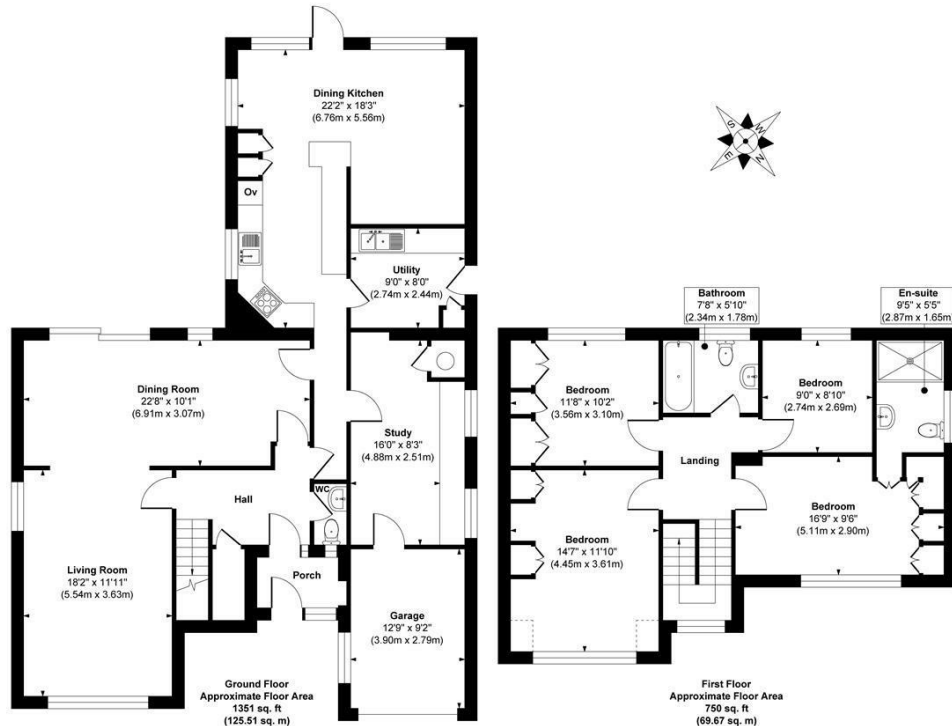 Dining Kitchen
22'2" x 18'3"
(6.76m x 5.56m)
S
W
E
N
Ov
Utility
9'0" x 8'0"
(2.74m x 2.44m)
Bathroom
7'8" x 5'10"
(2.34m x 1.78m)
En-suite
9'5" x 5'5"
(2.87m x 1.65m)
Dining Room
22'8" x 10'1"
(6.91m x 3.07m)
Study
16'0" x 8'3"
(4.88m x 2.51m)
Bedroom
11'8" x 10'2"
(3.56m x 3.10m)
Bedroom
9'0" x 8'10"
(2.74m x 2.69m)
Landing
WC
Hall
Bedroom
14'7" x 11'10"
(4.45m x 3.61m)
Bedroom
16'9" x 9'6"
(5.11m x 2.90m)
Living Room
18'2" x 11'11"
(5.54m x 3.63m)
Porch
Garage
12'9" x 9'2"
(3.90m x 2.79m)
Ground Floor
Approximate Floor Area
1351 sq. ft
(125.51 sq. m)
First Floor
Approximate Floor Area
750 sq. ft
(69.67 sq. m)